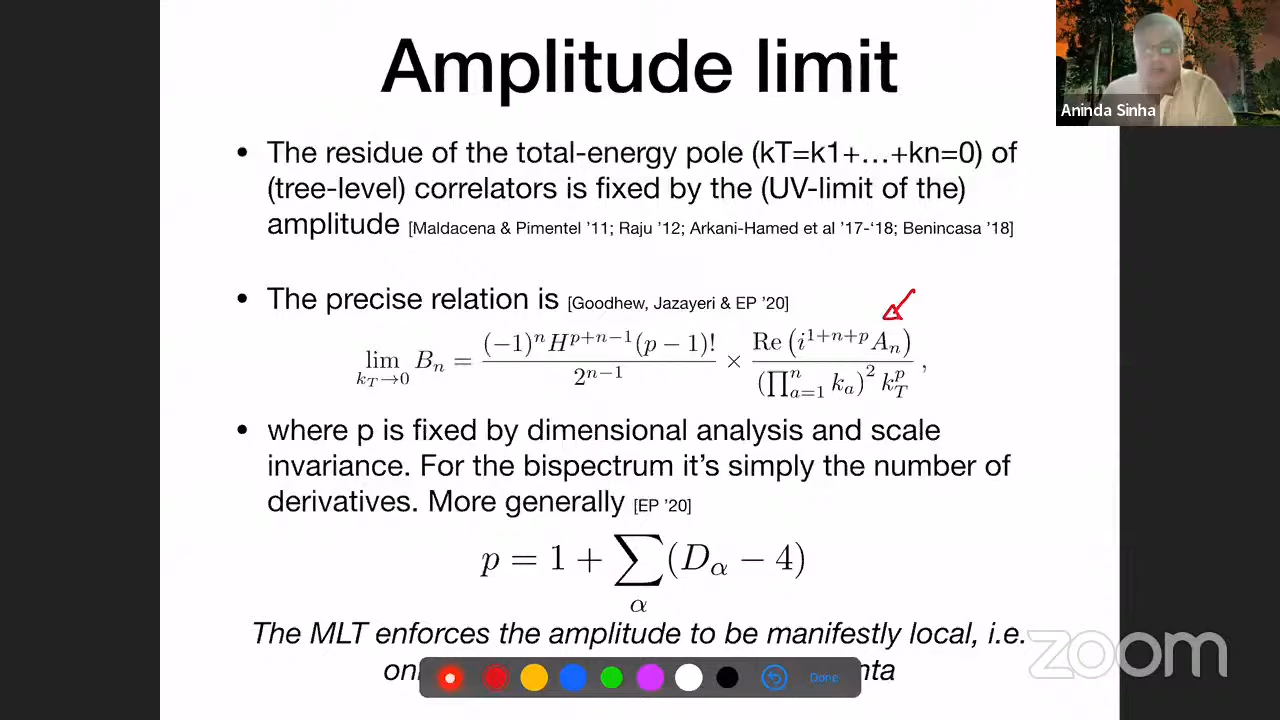 Amplitude limit
Aninda Sinha
• The residue of the total-energy pole (kT=k1+…+kn=0) of
(tree-level) correlators is fixed by the (UV-limit of the)
amplitude [Maldacena & Pimentel '11; Raju '12; Arkani-Hamed et al '17-'18; Benincasa '18]
• The precise relation is [Goodhew, Jazayeri & EP '20]
lim_{k_T→0} B_n = \frac{(-1)^n H^{p+n-1}(p-1)!}{2^{n-1}} × \frac{Re (i^{1+n+p} A_n)}{(∏_{a=1}^{n} k_a)^2 k_T^p} ,
• where p is fixed by dimensional analysis and scale
invariance. For the bispectrum it's simply the number of
derivatives. More generally [EP '20]
p = 1 + ∑_α (D_α − 4)
The MLT enforces the amplitude to be manifestly local, i.e.
zoom
Done